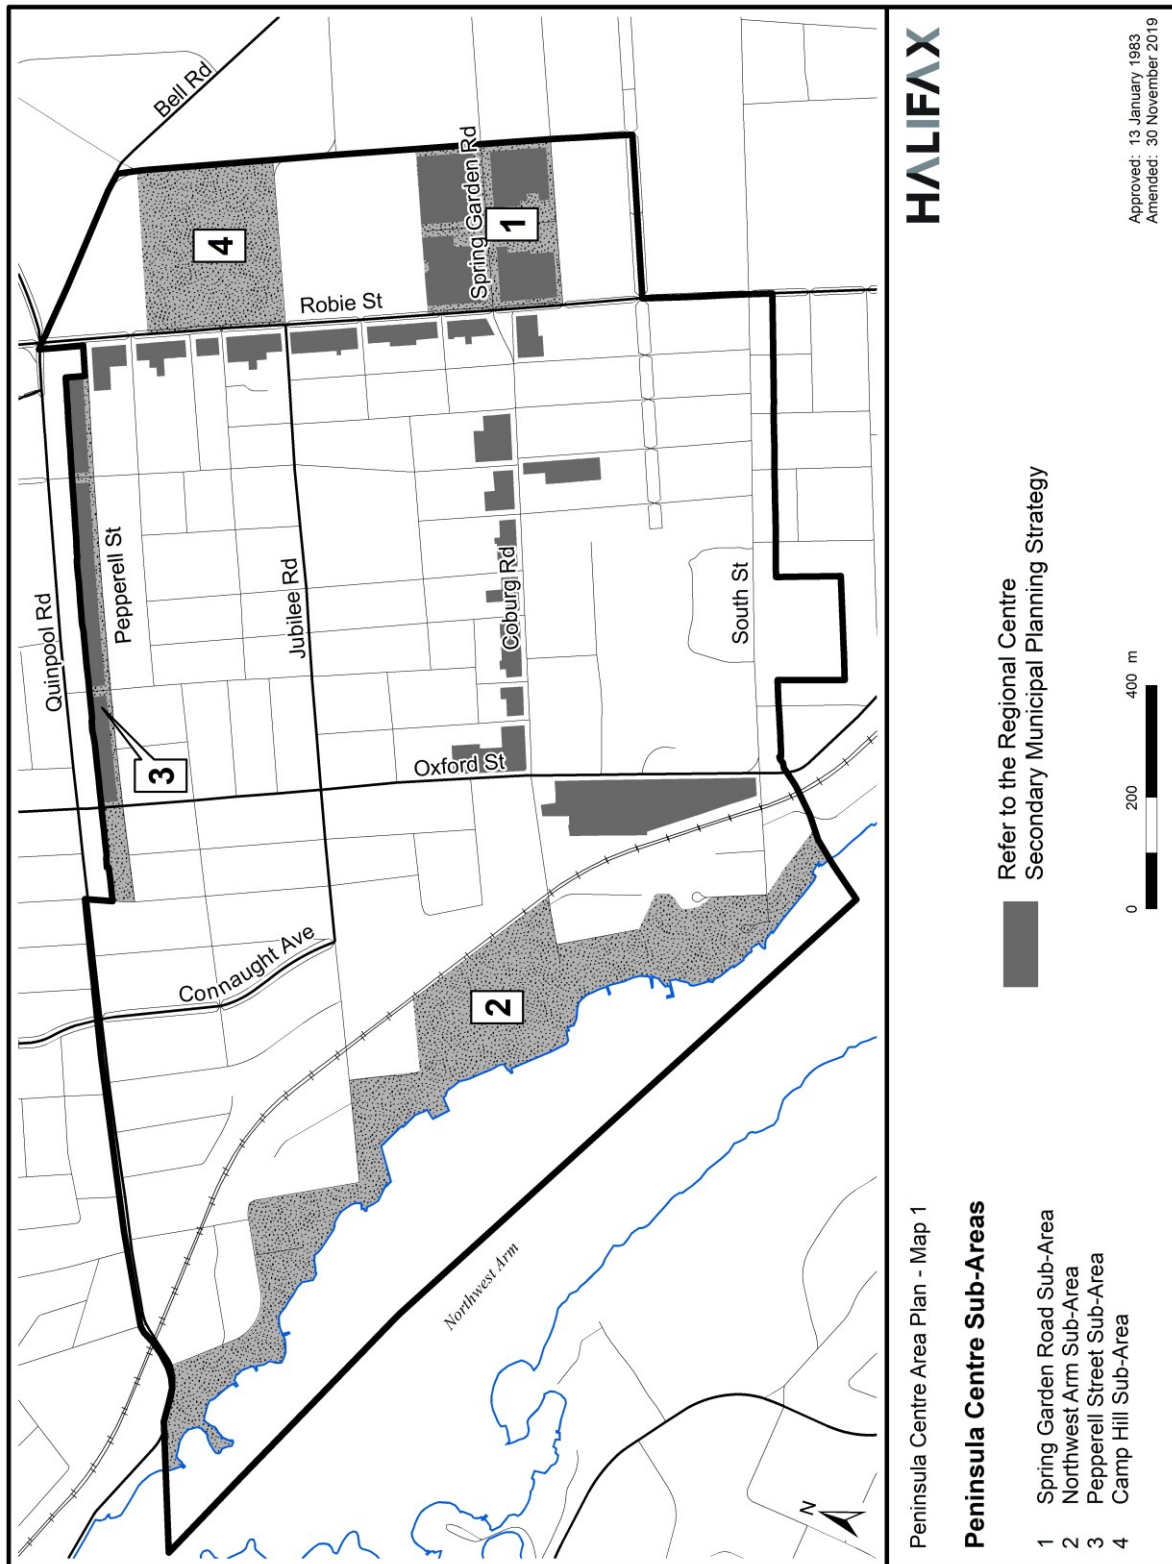 Bell Rd
Quinpool Rd
Pepperell St
Robie St
Spring Garden Rd
Jubilee Rd
Coburg Rd
Oxford St
South St
Connaught Ave
Northwest Arm
1
2
3
4
N
Peninsula Centre Area Plan - Map 1
Peninsula Centre Sub-Areas
1 Spring Garden Road Sub-Area
2 Northwest Arm Sub-Area
3 Pepperell Street Sub-Area
4 Camp Hill Sub-Area
Refer to the Regional Centre
Secondary Municipal Planning Strategy
0 200 400 m
HALIFAX
Approved: 13 January 1983
Amended: 30 November 2019